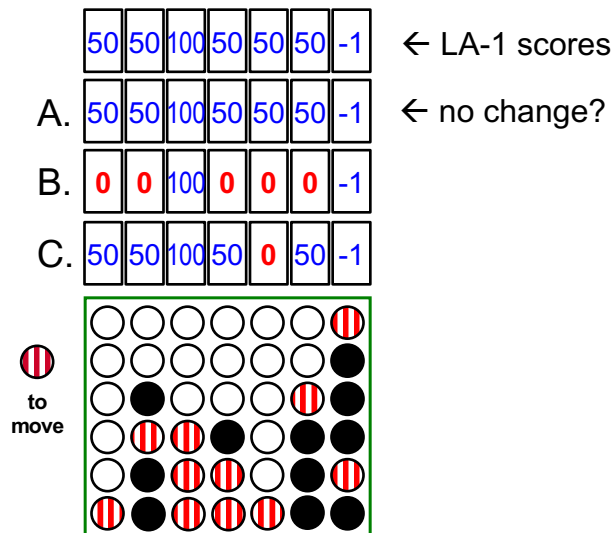 50 50 100 50 50 50 -1 ← LA-1 scores
A. 50 50 100 50 50 50 -1 ← no change?
B. 0 0 100 0 0 0 -1
C. 50 50 100 50 0 50 -1
to
move